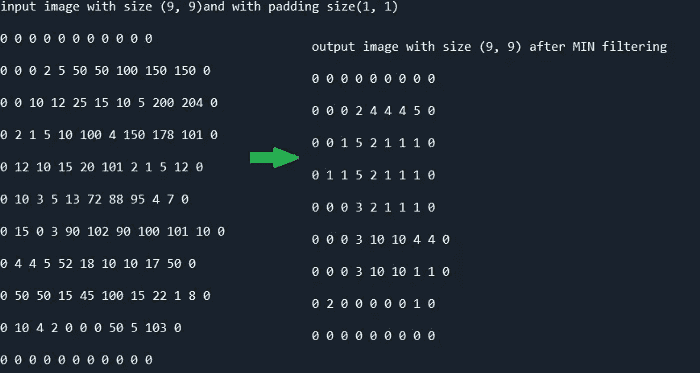 input image with size (9, 9)and with padding size(1, 1)
0 0 0 0 0 0 0 0 0 0 0
0 0 0 2 5 50 50 100 150 150 0
0 0 10 12 25 15 10 5 200 204 0
0 2 1 5 10 100 4 150 178 101 0
0 12 10 15 20 101 2 1 5 12 0
0 10 3 5 13 72 88 95 4 7 0
0 15 0 3 90 102 90 100 101 10 0
0 4 4 5 52 18 10 10 17 50 0
0 50 50 15 45 100 15 22 1 8 0
0 10 4 2 0 0 0 50 5 103 0
0 0 0 0 0 0 0 0 0 0 0
output image with size (9, 9) after MIN filtering
0 0 0 0 0 0 0 0 0
0 0 0 2 4 4 4 5 0
0 0 1 5 2 1 1 1 0
0 1 1 5 2 1 1 1 0
0 0 0 3 2 1 1 1 0
0 0 0 3 10 10 4 4 0
0 0 0 3 10 10 1 1 0
0 2 0 0 0 0 0 1 0
0 0 0 0 0 0 0 0 0